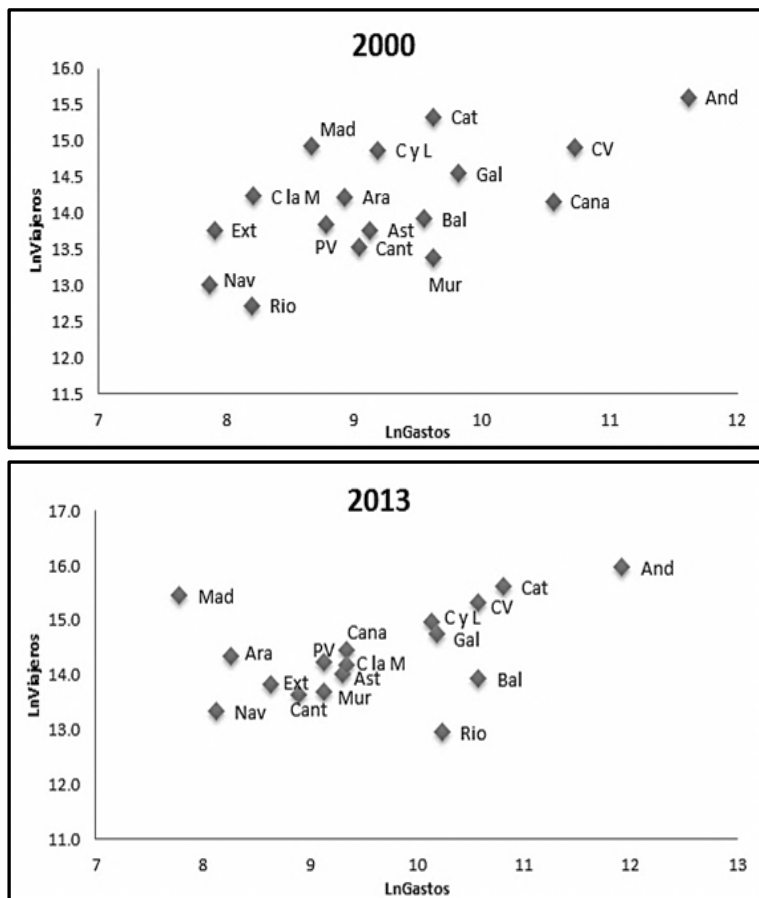 2000
16.0
15.5
And
Cat
Mad
15.0
C y L
CV
14.5
Gal
C la M
Ara
Cana
14.0
Bal
Ext
Ast
PV
13.5
Cant
Mur
Nav
13.0
Rio
12.5
12.0
11.5
LnViajeros
7 8 9 10 11 12
LnGastos
2013
17.0
16.0
And
Cat
Mad
CV
15.0
C y L
Cana
Gal
Ara
PV
C la M
14.0
Ast
Ext
Bal
Mur
Cant
Nav
Rio
13.0
12.0
11.0
LnViajeros
7 8 9 10 11 12 13
LnGastos